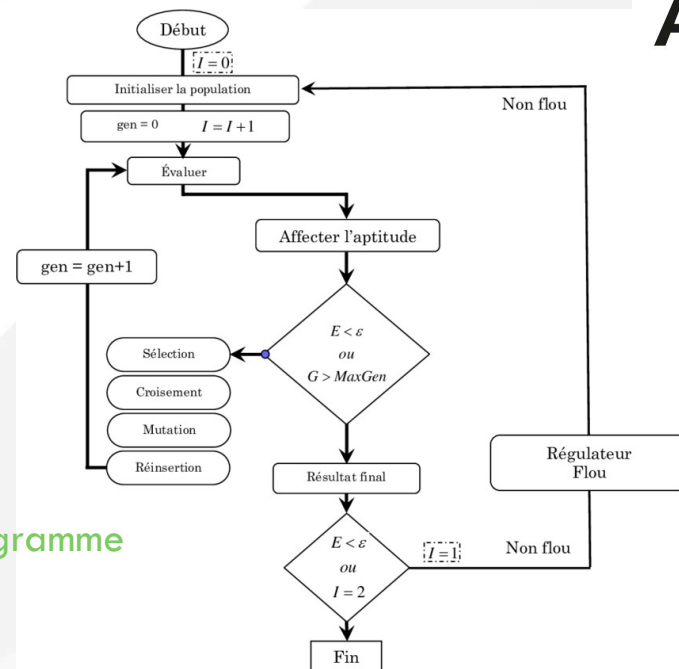 A
Début
I = 0
Initialiser la population
Non flou
gen = 0 I = I + 1
Évaluer
Affecter l'aptitude
gen = gen+1
E < ε
ou
G > MaxGen
Sélection
Croisement
Mutation
Réinsertion
Résultat final
Régulateur
Flou
gramme
E < ε
ou
I = 2
I = 1
Non flou
Fin